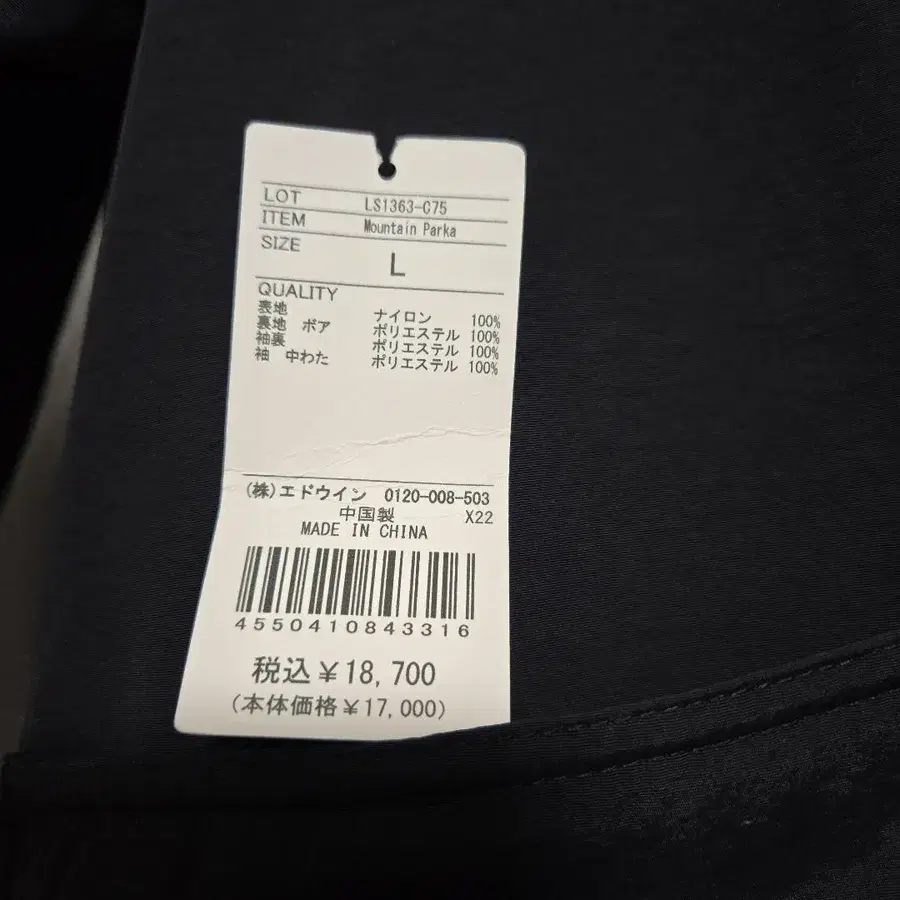 LOT LS1363-C75
ITEM Mountain Parka
SIZE
L
QUALITY
表地 ナイロン 100%
裏地 ボア ポリエステル 100%
袖裏 ポリエステル 100%
袖 中わた ポリエステル 100%
(株)エドウイン 0120-008-503
中国製 X22
MADE IN CHINA
4550410843316
税込¥18,700
(本体価格¥17,000)